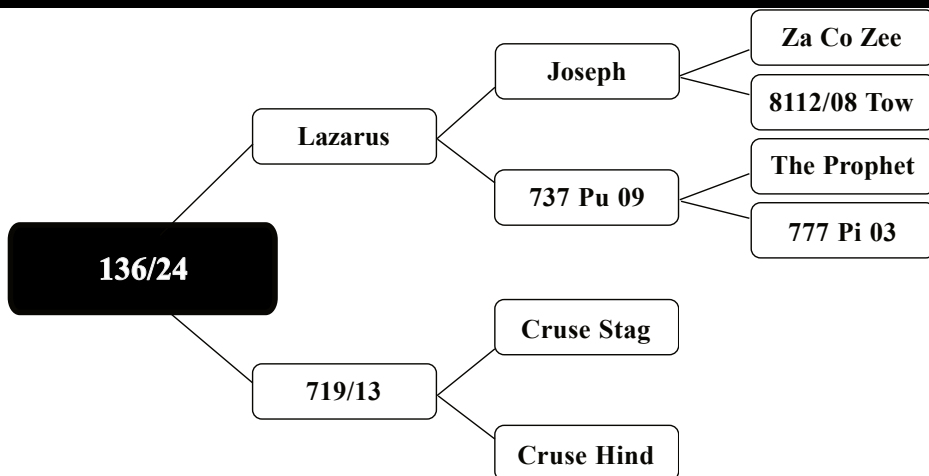 Za Co Zee
Joseph
8112/08 Tow
Lazarus
The Prophet
737 Pu 09
777 Pi 03
136/24
Cruse Stag
719/13
Cruse Hind